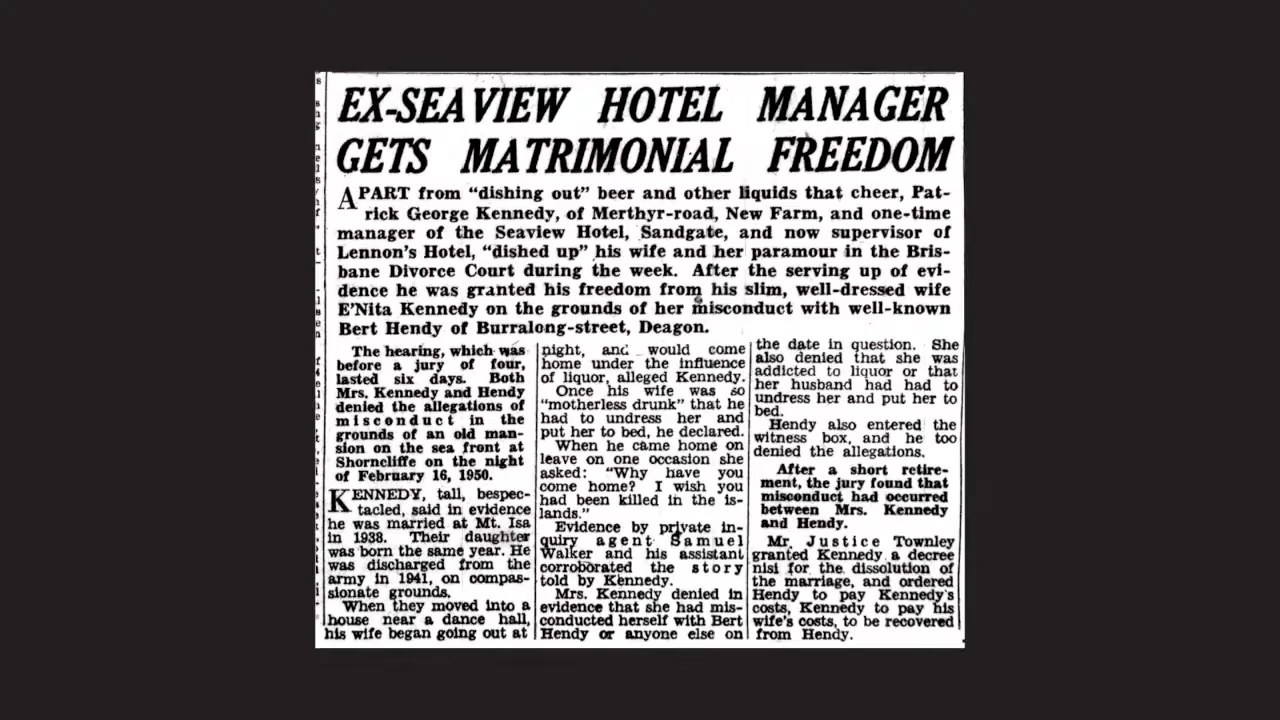 EX-SEAVIEW HOTEL MANAGER
GETS MATRIMONIAL FREEDOM
APART from "dishing out" beer and other liquids that cheer, Pat-
rick George Kennedy, of Merthyr-road, New Farm, and one-time
manager of the Seaview Hotel, Sandgate, and now supervisor of
Lennon's Hotel, "dished up" his wife and her paramour in the Bris-
bane Divorce Court during the week. After the serving up of evi-
dence he was granted his freedom from his slim, well-dressed wife
E'Nita Kennedy on the grounds of her misconduct with well-known
Bert Hendy of Burralong-street, Deagon.
The hearing, which was
before a jury of four,
lasted six days. Both
Mrs. Kennedy and Hendy
denied the allegations of
misconduct in the
grounds of an old man-
sion on the sea front at
Shorncliffe on the night
of February 16, 1950.
KENNEDY, tall, bespec-
tacled, said in evidence
he was married at Mt. Isa
in 1938. Their daughter
was born the same year. He
was discharged from the
army in 1941, on compas-
sionate grounds.
When they moved into a
house near a dance hall,
his wife began going out at
night, and would come
home under the influence
of liquor, alleged Kennedy.
Once his wife was so
"motherless drunk" that he
had to undress her and
put her to bed, he declared.
When he came home on
leave on one occasion she
asked: "Why have you
come home? I wish you
had been killed in the is-
lands."
Evidence by private in-
quiry agent Samuel
Walker and his assistant
corroborated the story
told by Kennedy.
Mrs. Kennedy denied in
evidence that she had mis-
conducted herself with Bert
Hendy or anyone else on
the date in question. She
also denied that she was
addicted to liquor or that
her husband had had to
undress her and put her to
bed.
Hendy also entered the
witness box, and he too
denied the allegations.
After a short retire-
ment, the jury found that
misconduct had occurred
between Mrs. Kennedy
and Hendy.
Mr. Justice Townley
granted Kennedy a decree
nisi for the dissolution of
the marriage, and ordered
Hendy to pay Kennedy's
costs, Kennedy to pay his
wife's costs, to be recovered
from Hendy.